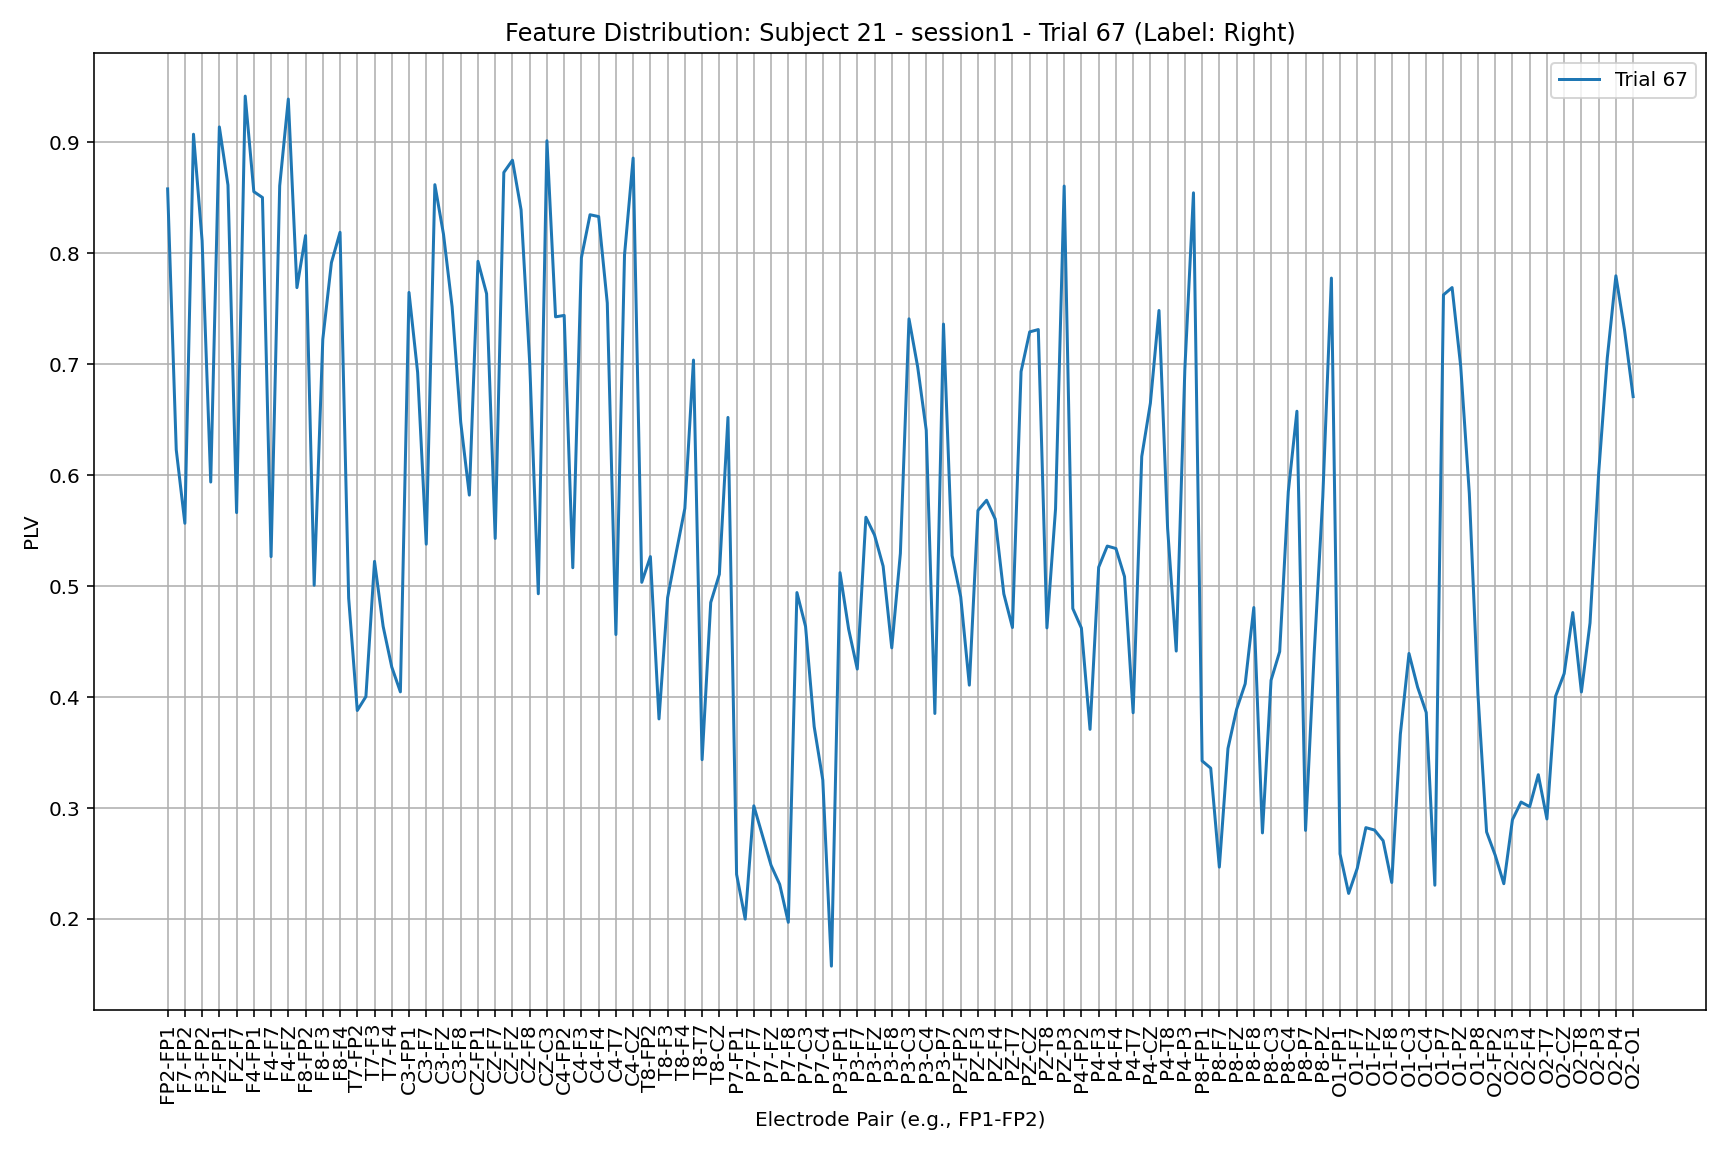 Feature Distribution: Subject 21 - session1 - Trial 67 (Label: Right)
Trial 67
PLV
0.9
0.8
0.7
0.6
0.5
0.4
0.3
0.2
FP2-FP1
F7-FP2
F3-FP2
FZ-FP1
FZ-F7
F4-FP1
F4-F7
F4-FZ
F8-FP2
F8-F3
F8-F4
T7-FP2
T7-F3
T7-F4
C3-FP1
C3-F7
C3-FZ
C3-F8
CZ-FP1
CZ-F7
CZ-FZ
CZ-F8
CZ-C3
C4-FP2
C4-F3
C4-F4
C4-T7
C4-CZ
T8-FP2
T8-F3
T8-F4
T8-T7
T8-CZ
P7-FP1
P7-F7
P7-FZ
P7-F8
P7-C3
P7-C4
P3-FP1
P3-F7
P3-FZ
P3-F8
P3-C3
P3-C4
P3-P7
PZ-FP2
PZ-F3
PZ-F4
PZ-T7
PZ-CZ
PZ-T8
PZ-P3
P4-FP2
P4-F3
P4-F4
P4-T7
P4-CZ
P4-T8
P4-P3
P8-FP1
P8-F7
P8-FZ
P8-F8
P8-C3
P8-C4
P8-P7
P8-PZ
O1-FP1
O1-F7
O1-FZ
O1-F8
O1-C3
O1-C4
O1-P7
O1-PZ
O1-P8
O2-FP2
O2-F3
O2-F4
O2-T7
O2-CZ
O2-T8
O2-P3
O2-P4
O2-O1
Electrode Pair (e.g., FP1-FP2)